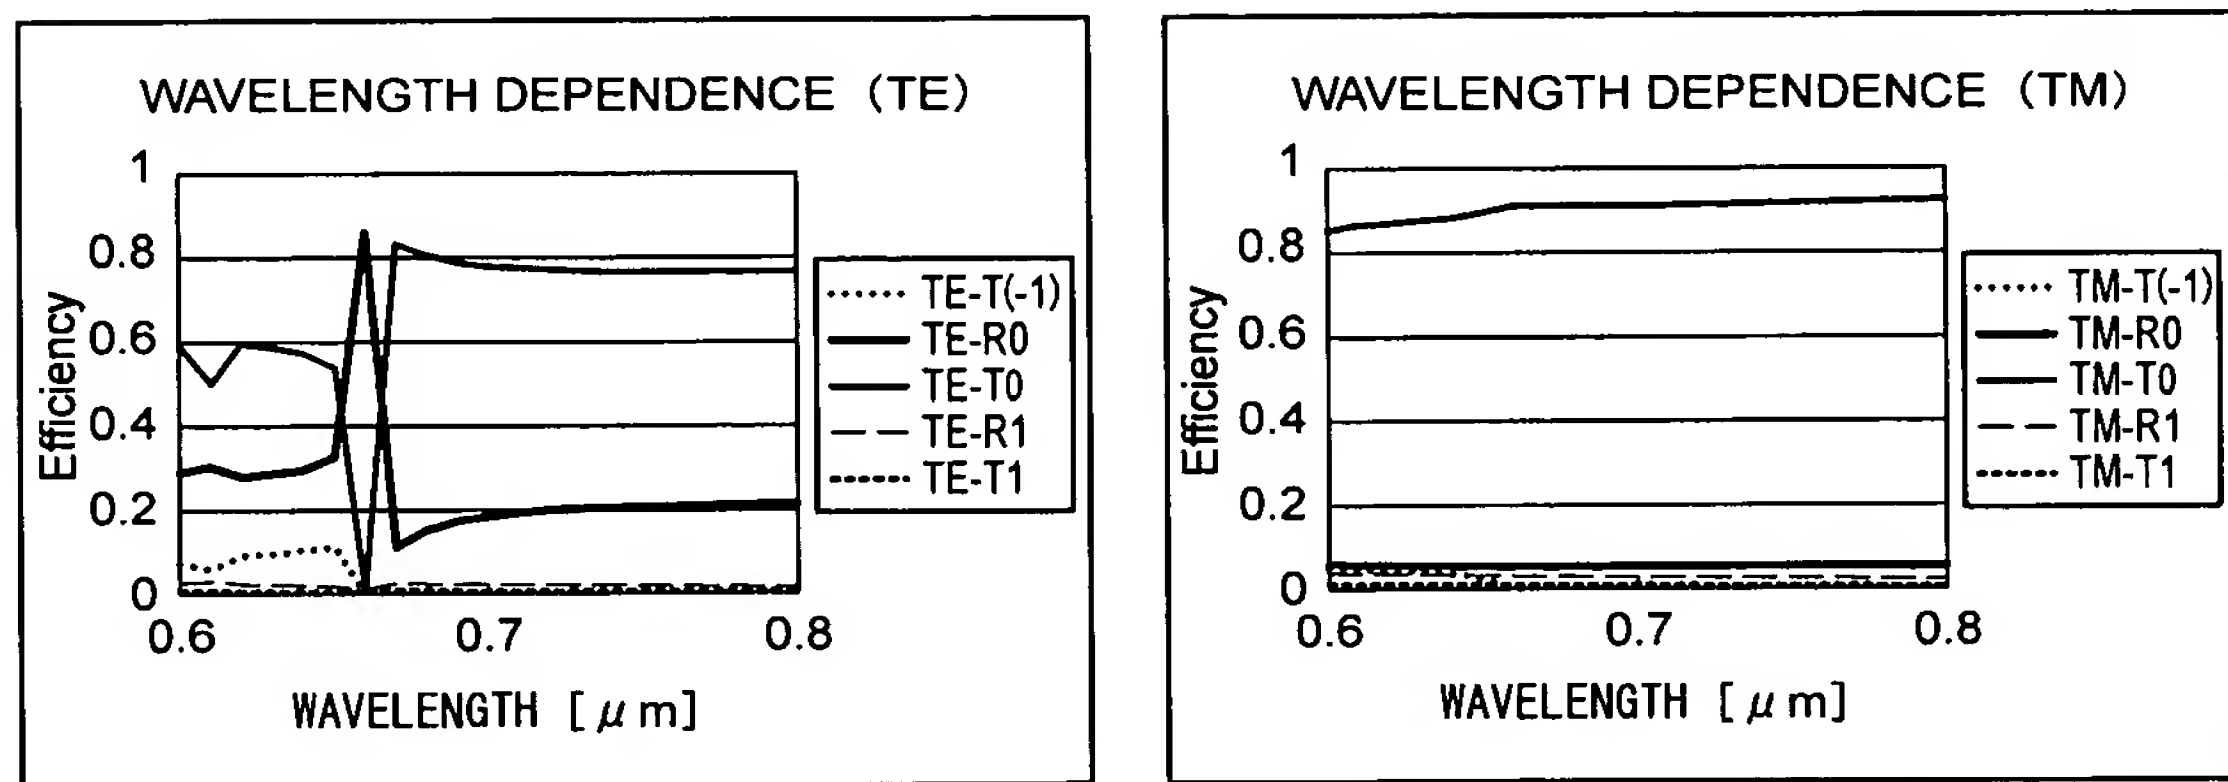 WAVELENGTH DEPENDENCE (TE)
1
0.8
0.6
0.4
0.2
0
Efficiency
0.6 0.7 0.8
WAVELENGTH [μm]
TE-T(-1)
TE-R0
TE-T0
TE-R1
TE-T1
WAVELENGTH DEPENDENCE (TM)
1
0.8
0.6
0.4
0.2
0
Efficiency
0.6 0.7 0.8
WAVELENGTH [μm]
TM-T(-1)
TM-R0
TM-T0
TM-R1
TM-T1